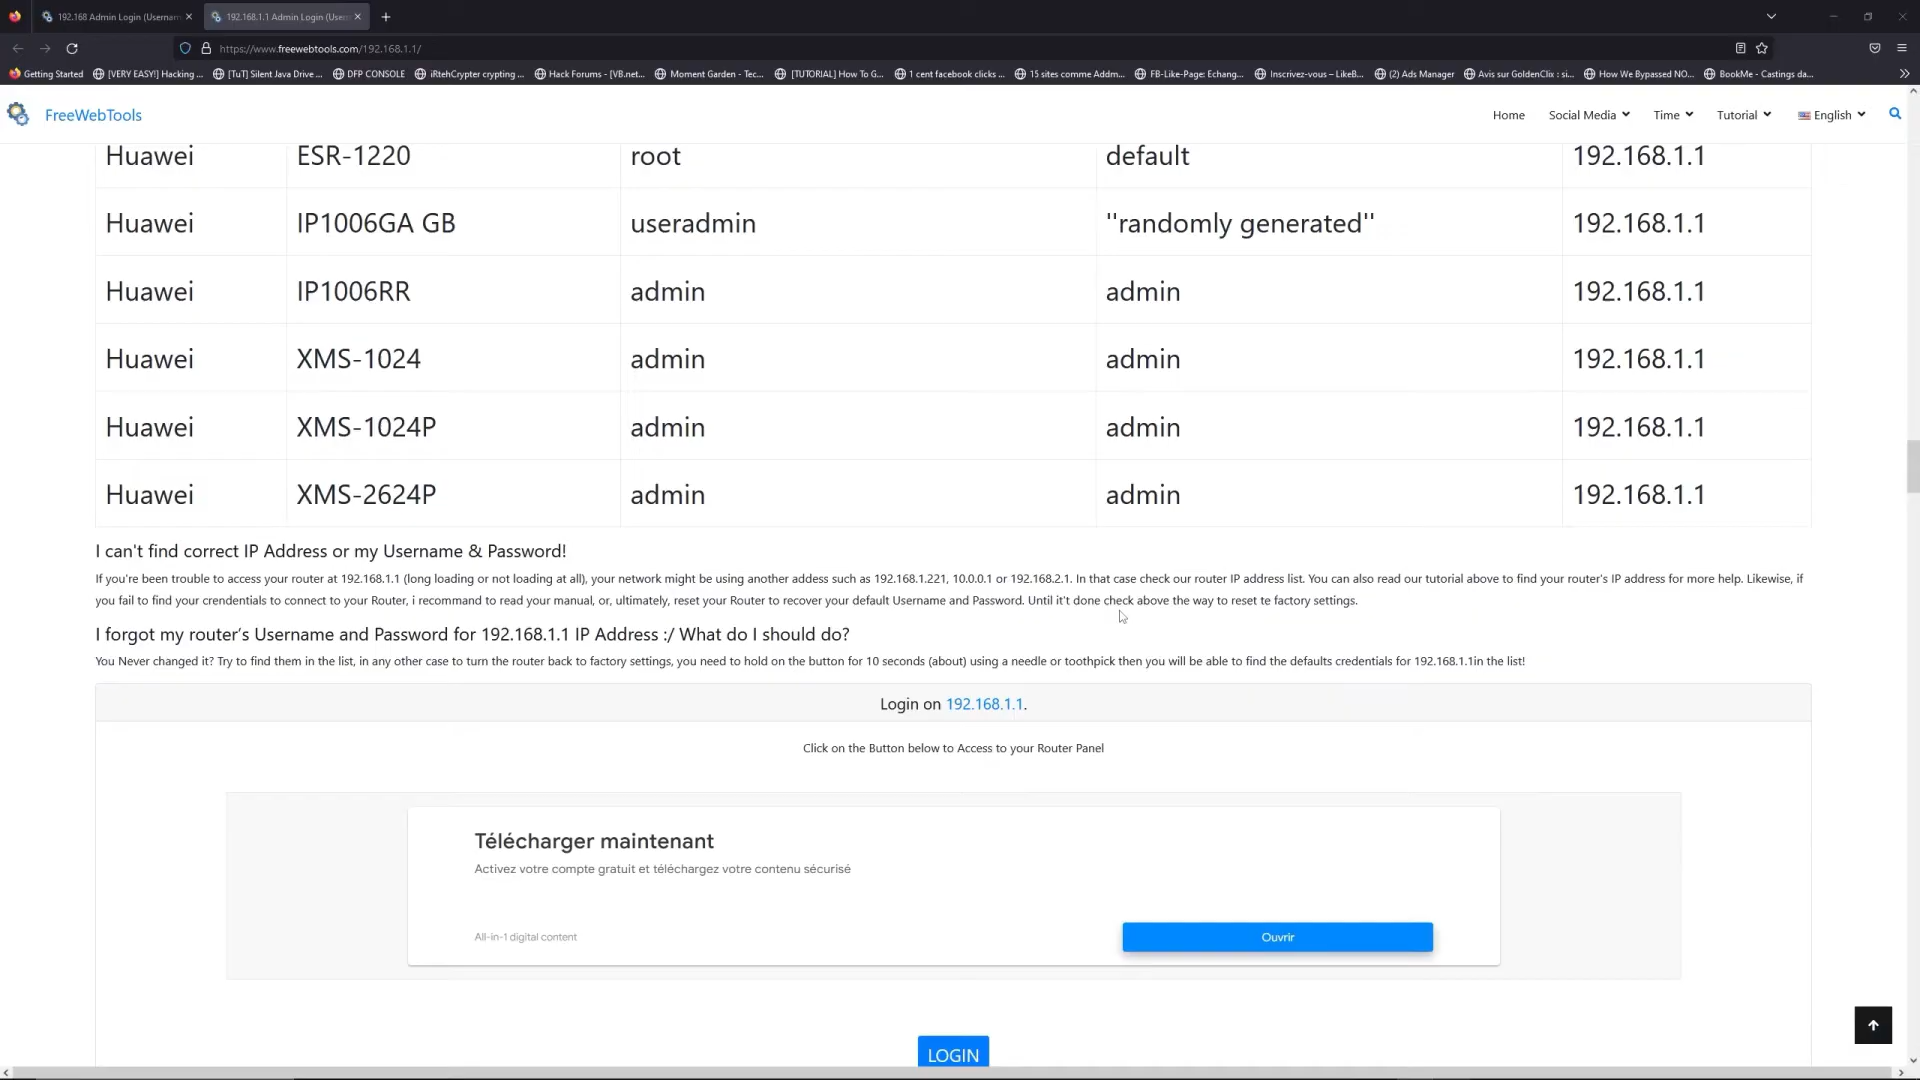 192.168 Admin Login (Usernam
192.168.1.1 Admin Login (User
https://www.freewebtools.com/192.168.1.1/
Getting Started
[VERY EASY!] Hacking ...
[TuT] Silent Java Drive ...
DFP CONSOLE
iRtehCrypter crypting ...
Hack Forums - [VB.net...
Moment Garden - Tec...
[TUTORIAL] How To G...
1 cent facebook clicks ...
15 sites comme Addm...
FB-Like-Page: Echang...
Inscrivez-vous – LikeB...
(2) Ads Manager
Avis sur GoldenClix : si...
How We Bypassed NO...
BookMe - Castings da...
FreeWebTools
Home
Social Media
Time
Tutorial
English
Huawei ESR-1220 root default 192.168.1.1
Huawei IP1006GA GB useradmin ''randomly generated'' 192.168.1.1
Huawei IP1006RR admin admin 192.168.1.1
Huawei XMS-1024 admin admin 192.168.1.1
Huawei XMS-1024P admin admin 192.168.1.1
Huawei XMS-2624P admin admin 192.168.1.1
I can't find correct IP Address or my Username & Password!
If you're been trouble to access your router at 192.168.1.1 (long loading or not loading at all), your network might be using another addess such as 192.168.1.221, 10.0.0.1 or 192.168.2.1. In that case check our router IP address list. You can also read our tutorial above to find your router's IP address for more help. Likewise, if
you fail to find your crendentials to connect to your Router, i recommand to read your manual, or, ultimately, reset your Router to recover your default Username and Password. Until it't done check above the way to reset te factory settings.
I forgot my router’s Username and Password for 192.168.1.1 IP Address :/ What do I should do?
You Never changed it? Try to find them in the list, in any other case to turn the router back to factory settings, you need to hold on the button for 10 seconds (about) using a needle or toothpick then you will be able to find the defaults credentials for 192.168.1.1in the list!
Login on 192.168.1.1.
Click on the Button below to Access to your Router Panel
Télécharger maintenant
Activez votre compte gratuit et téléchargez votre contenu sécurisé
All-in-1 digital content
Ouvrir
LOGIN